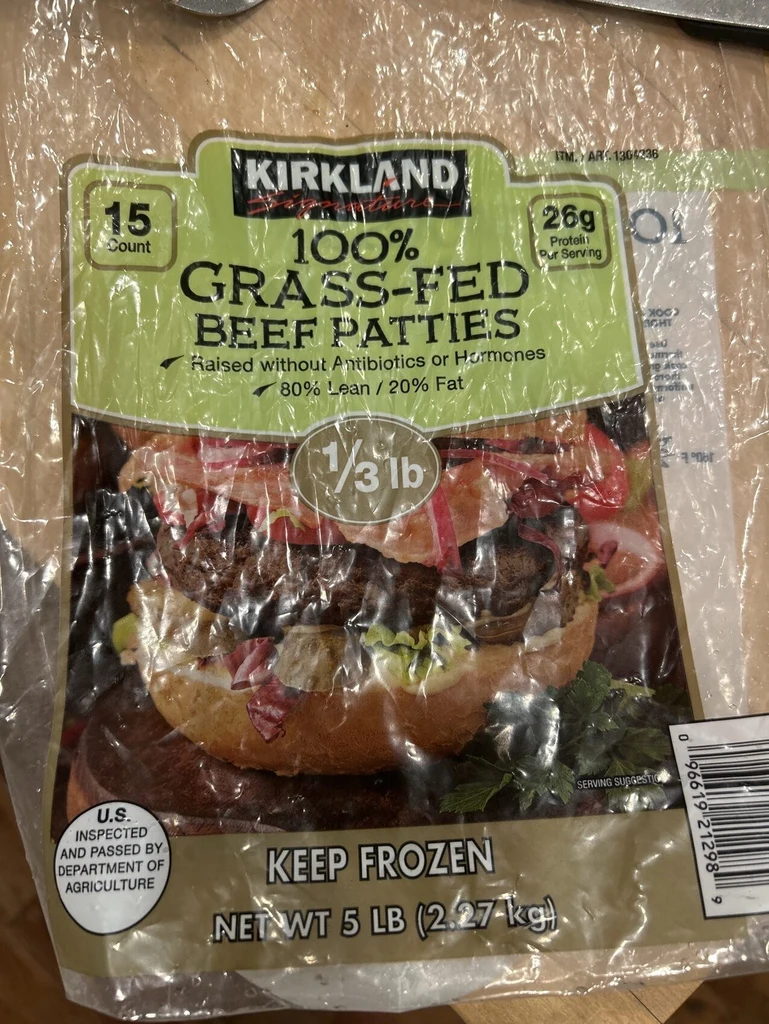 ITM. / ART. 1304236
KIRKLAND
Signature
15
Count
26g
Protein
Per Serving
100%
GRASS-FED
BEEF PATTIES
✓ Raised without Antibiotics or Hormones
✓ 80% Lean / 20% Fat
1/3 lb
SERVING SUGGESTION
0 96619 21298 9
U.S.
INSPECTED
AND PASSED BY
DEPARTMENT OF
AGRICULTURE
KEEP FROZEN
NET WT 5 LB (2.27 kg)